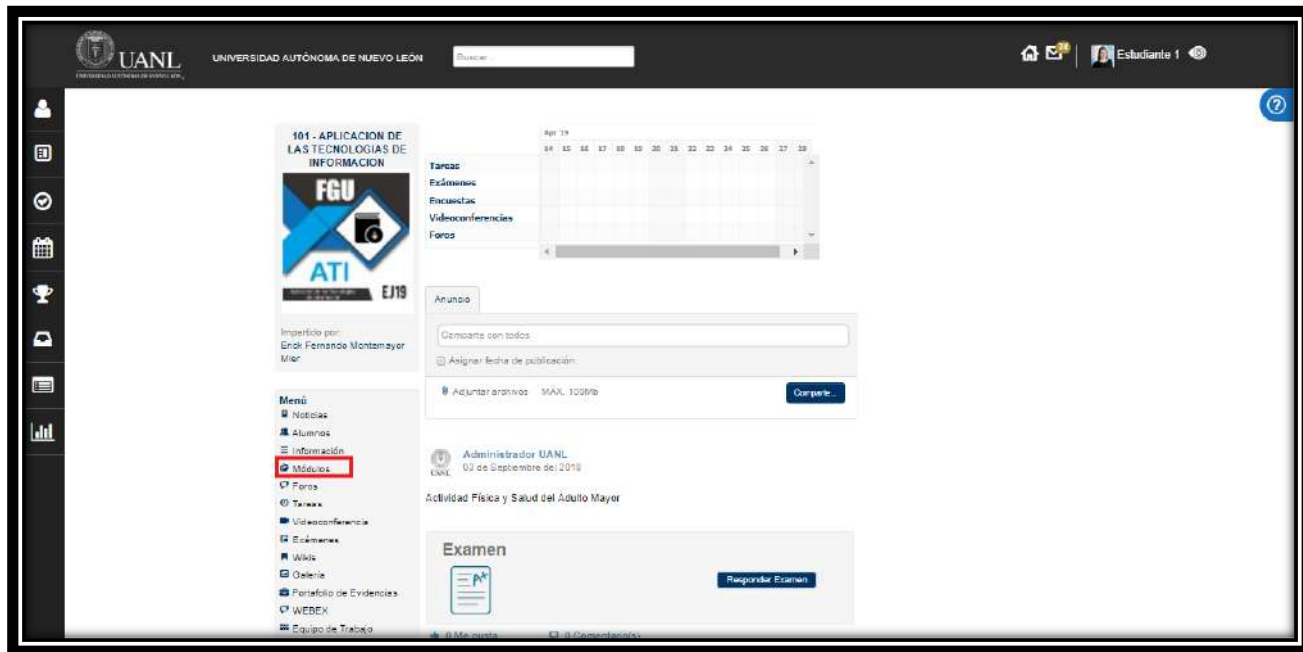 UANL
UNIVERSIDAD AUTÓNOMA DE NUEVO LEÓN
Buscar...
Estudiante 1
101 - APLICACION DE
LAS TECNOLOGIAS DE
INFORMACION
FGU
ATI
EJ19
Impartido por:
Erick Fernando Montemayor
Mier
Menú
Noticias
Alumnos
Información
Módulos
Foros
Tareas
Videoconferencia
Exámenes
Wikis
Galería
Portafolio de Evidencias
WEBEX
Equipo de Trabajo
Apr '19
14 15 16 17 18 19 20 21 22 23 24 25 26 27 28
Tareas
Exámenes
Encuestas
Videoconferencias
Foros
Anuncio
Comparte con todos
Asignar fecha de publicación
Adjuntar archivos MÁX. 105Mb
Comparte...
Administrador UANL
03 de Septiembre del 2018
Actividad Física y Salud del Adulto Mayor
Examen
A+
Responder Examen
0 Me gusta 0 Comentario(s)